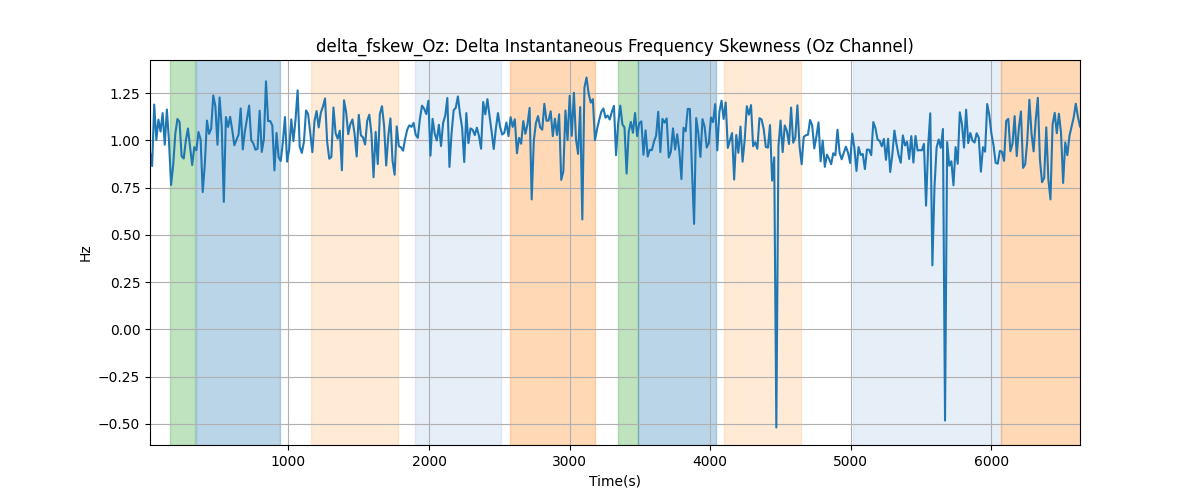 delta_fskew_Oz: Delta Instantaneous Frequency Skewness (Oz Channel)
Hz
1.25
1.00
0.75
0.50
0.25
0.00
−0.25
−0.50
1000 2000 3000 4000 5000 6000
Time(s)